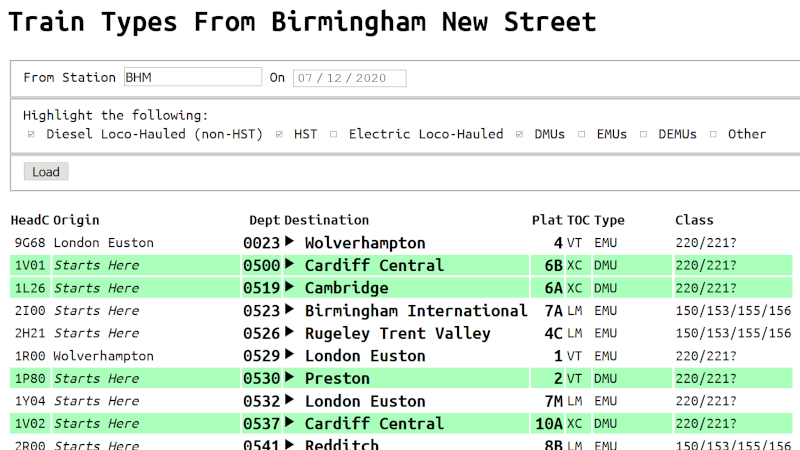 Train Types From Birmingham New Street
From Station BHM On 07/12/2020
Highlight the following:
Diesel Loco-Hauled (non-HST) HST Electric Loco-Hauled DMUs EMUs DEMUs Other
Load
HeadC Origin Dept Destination Plat TOC Type Class
9G68 London Euston 0023 Wolverhampton 4 VT EMU 220/221?
1V01 Starts Here 0500 Cardiff Central 6B XC DMU 220/221?
1L26 Starts Here 0519 Cambridge 6A XC DMU 220/221?
2I00 Starts Here 0523 Birmingham International 7A LM EMU 150/153/155/156
2H21 Starts Here 0526 Rugeley Trent Valley 4C LM EMU 150/153/155/156
1R00 Wolverhampton 0529 London Euston 1 VT EMU 220/221?
1P80 Starts Here 0530 Preston 2 VT DMU 220/221?
1Y04 Starts Here 0532 London Euston 7M LM EMU 220/221?
1V02 Starts Here 0537 Cardiff Central 10A XC DMU 220/221?
2R00 Starts Here 0541 Redditch 8B LM EMU 150/153/155/156